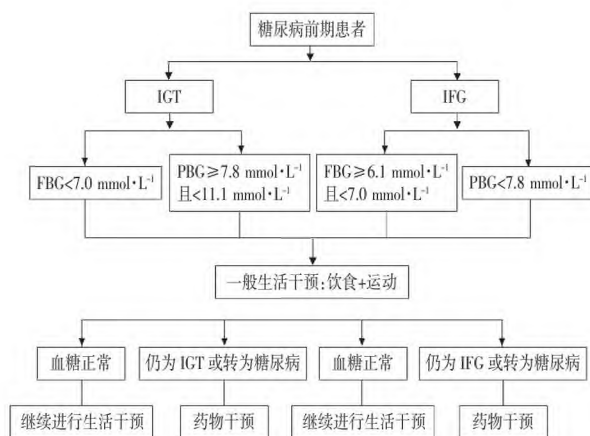 糖尿病前期患者
IGT
IFG
FBG<7.0 mmol·L⁻¹
PBG≥7.8 mmol·L⁻¹
且<11.1 mmol·L⁻¹
FBG≥6.1 mmol·L⁻¹
且<7.0 mmol·L⁻¹
PBG<7.8 mmol·L⁻¹
一般生活干预:饮食+运动
血糖正常
仍为 IGT 或转为糖尿病
血糖正常
仍为 IFG 或转为糖尿病
继续进行生活干预
药物干预
继续进行生活干预
药物干预